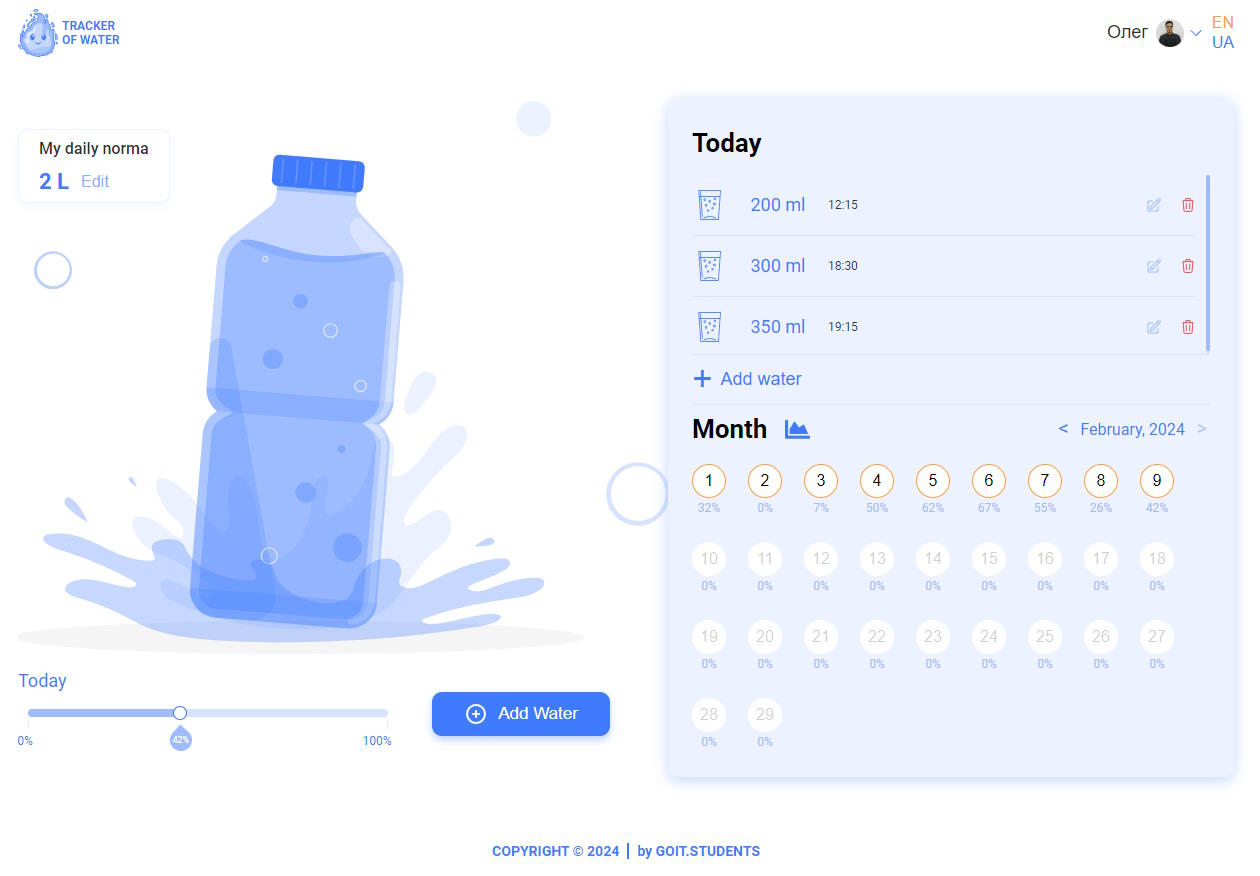 TRACKER
OF WATER
Олег
EN
UA
My daily norma
2 L Edit
Today
0%
42%
100%
Add Water
Today
200 ml 12:15
300 ml 18:30
350 ml 19:15
Add water
Month
< February, 2024 >
1 2 3 4 5 6 7 8 9
32% 0% 7% 50% 62% 67% 55% 26% 42%
10 11 12 13 14 15 16 17 18
0% 0% 0% 0% 0% 0% 0% 0% 0%
19 20 21 22 23 24 25 26 27
0% 0% 0% 0% 0% 0% 0% 0% 0%
28 29
0% 0%
COPYRIGHT © 2024 | by GOIT.STUDENTS